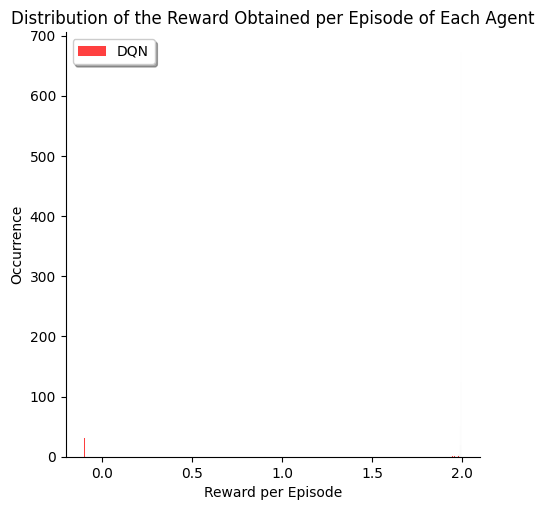 Distribution of the Reward Obtained per Episode of Each Agent
DQN
700
600
500
400
300
200
100
0
Occurrence
0.0 0.5 1.0 1.5 2.0
Reward per Episode